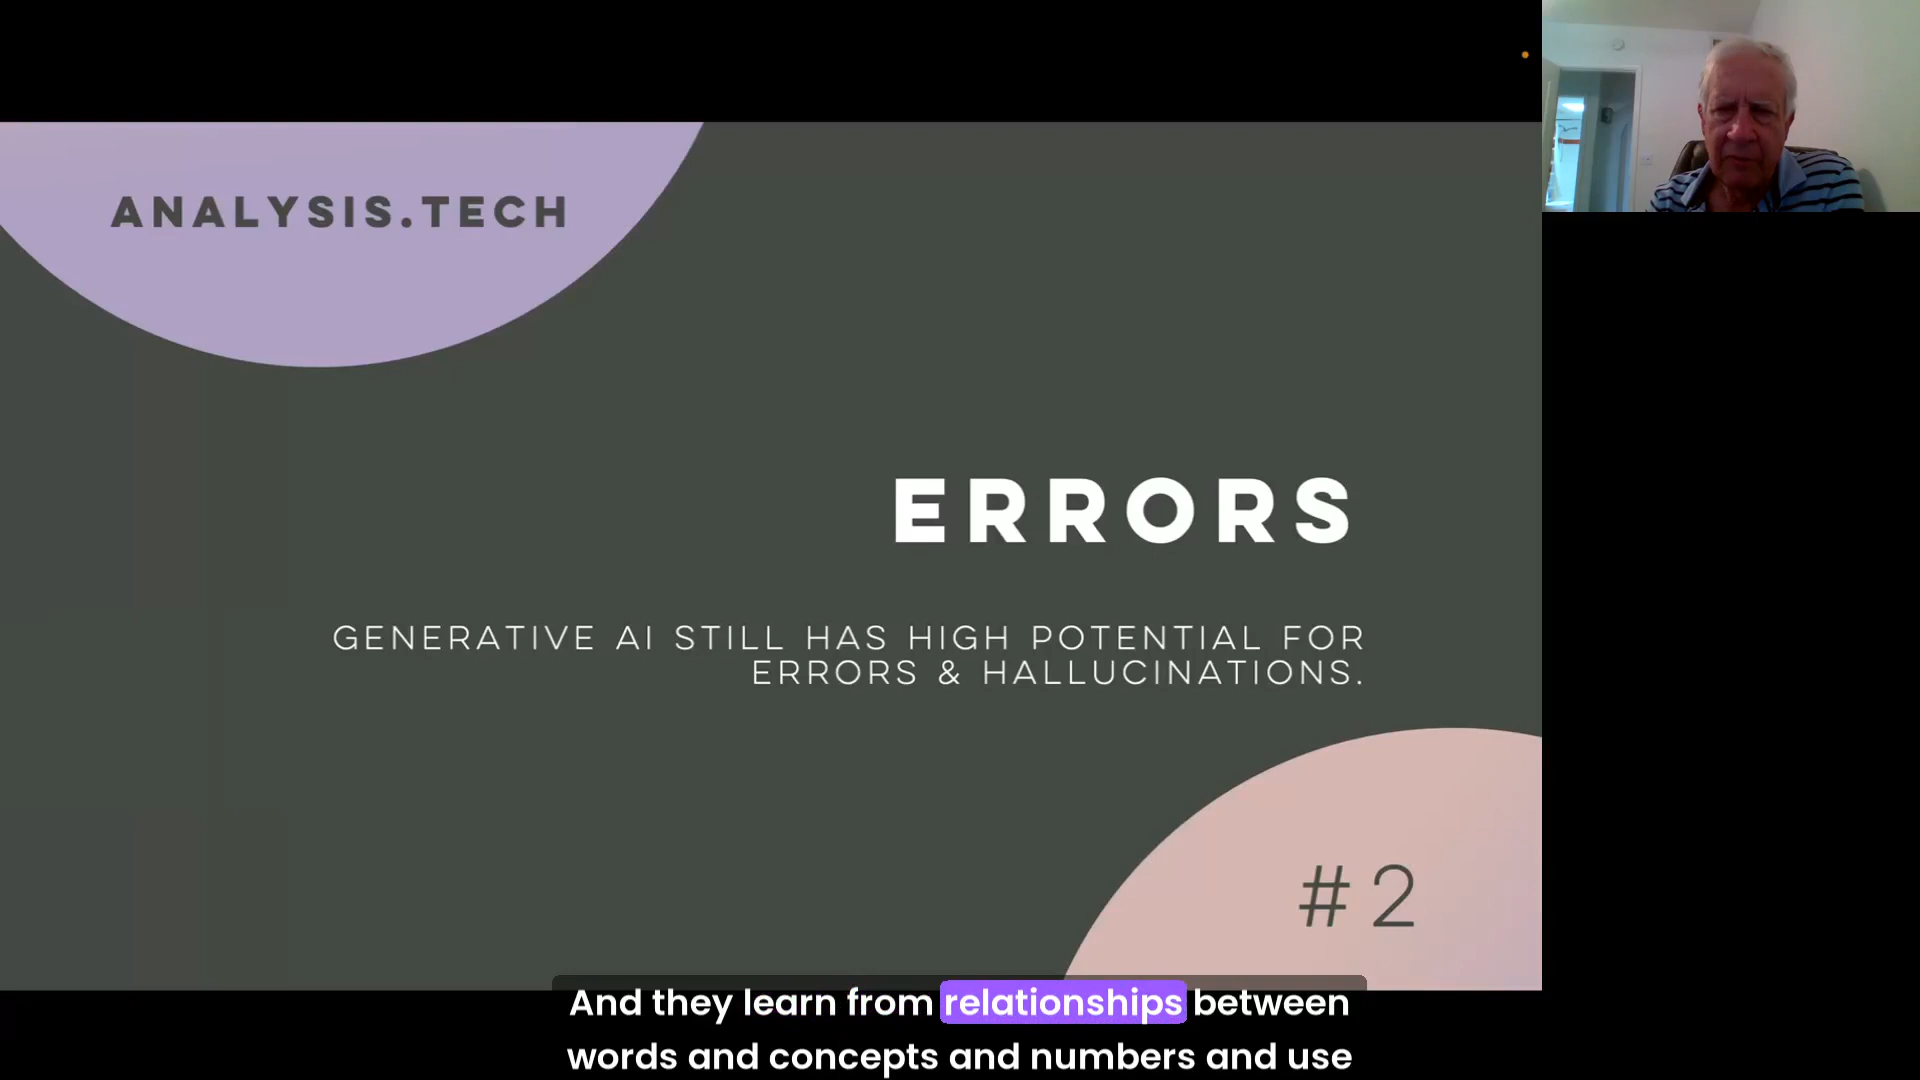 ANALYSIS.TECH
ERRORS
GENERATIVE AI STILL HAS HIGH POTENTIAL FOR
ERRORS & HALLUCINATIONS.
#2
And they learn from relationships between
words and concepts and numbers and use